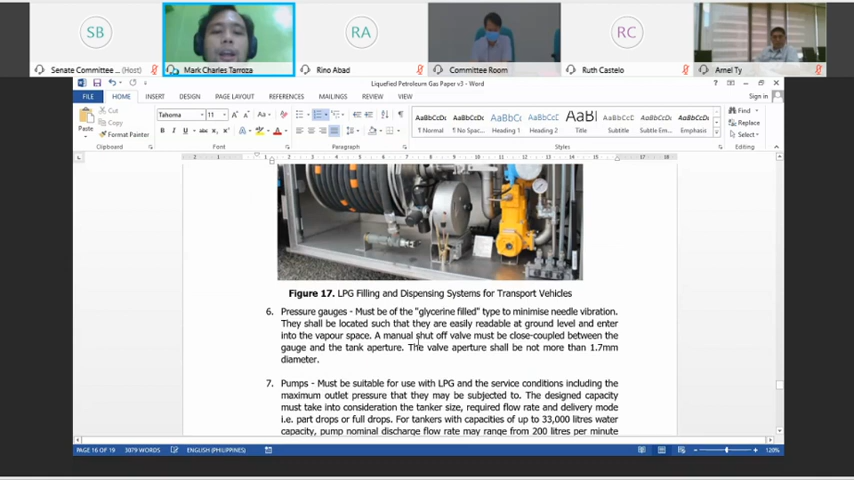 SB
RA
RC
Senate Committee ... (Host)
Mark Charles Tarroza
Rino Abad
Committee Room
Ruth Castelo
Arnel Ty
Liquefied Petroleum Gas Paper v3 - Word
Sign in
FILE HOME INSERT DESIGN PAGE LAYOUT REFERENCES MAILINGS REVIEW VIEW
Paste
Cut
Copy
Format Painter
Tahoma 11
AaBbCcDc AaBbCcDc AaBbCc AaBbCcC AaBl AaBbCcD AaBbCcDc AaBbCcDc
¶ Normal ¶ No Spac... Heading 1 Heading 2 Title Subtitle Subtle Em... Emphasis
Find
Replace
Select
Clipboard Font Paragraph Styles Editing
Figure 17. LPG Filling and Dispensing Systems for Transport Vehicles
6. Pressure gauges - Must be of the "glycerine filled" type to minimise needle vibration.
They shall be located such that they are easily readable at ground level and enter
into the vapour space. A manual shut off valve must be close-coupled between the
gauge and the tank aperture. The valve aperture shall be not more than 1.7mm
diameter.
7. Pumps - Must be suitable for use with LPG and the service conditions including the
maximum outlet pressure that they may be subjected to. The designed capacity
must take into consideration the tanker size, required flow rate and delivery mode
i.e. part drops or full drops. For tankers with capacities of up to 33,000 litres water
capacity, pump nominal discharge flow rate may range from 200 litres per minute
PAGE 16 OF 19 3079 WORDS ENGLISH (PHILIPPINES) 120%